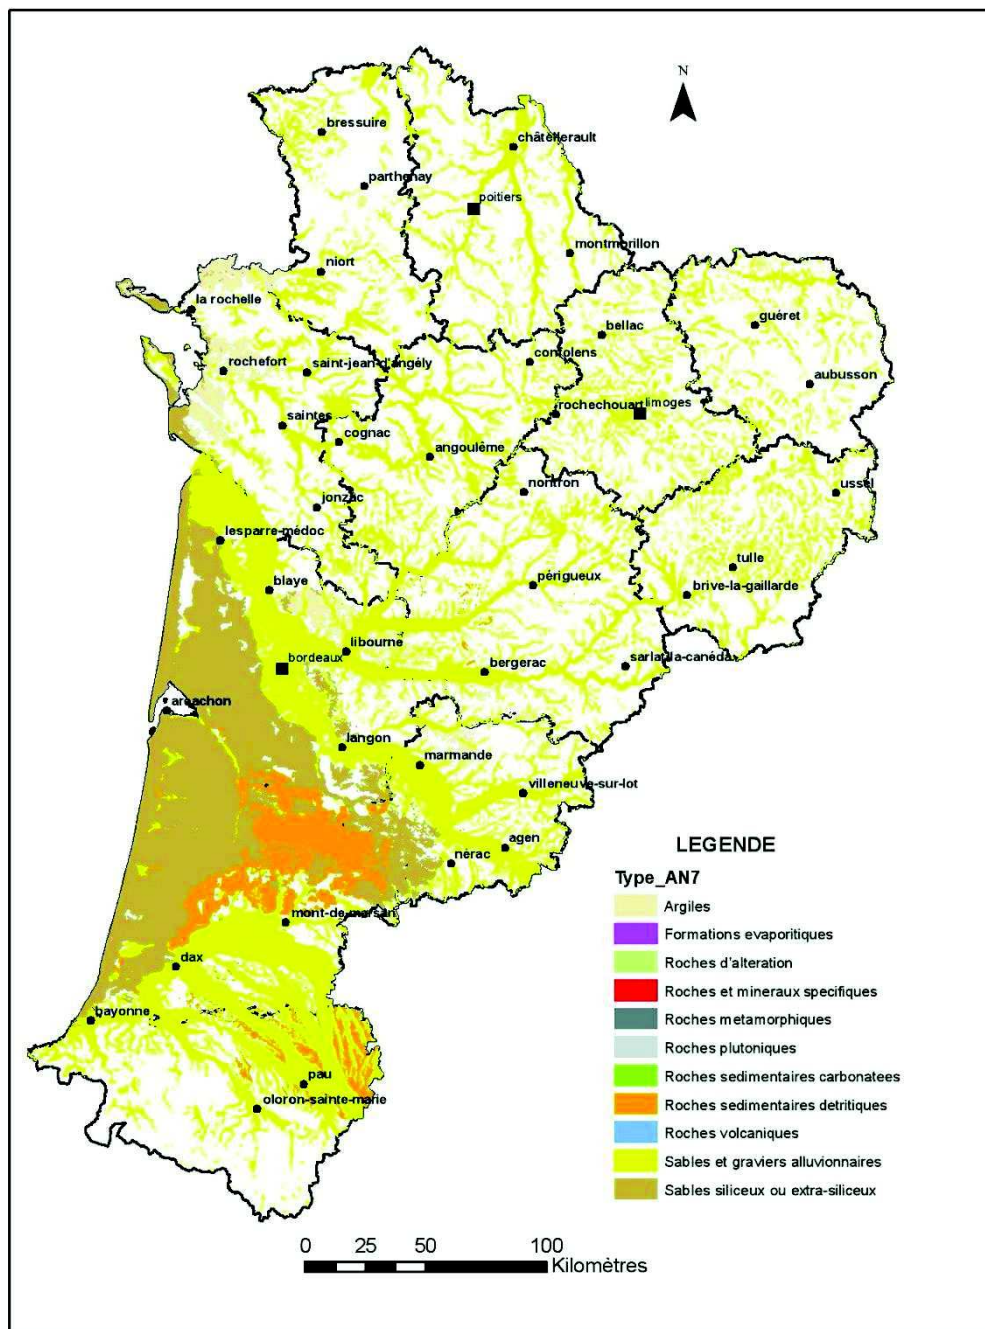 N
bressuire
châtellerault
parthenay
poitiers
montmorillon
niort
la rochelle
guéret
bellac
confolens
rochefort
saint-jean-d'angély
aubusson
rochechouart
limoges
saintes
cognac
angoulême
nontron
ussel
jonzac
lesparre-médoc
tulle
blaye
périgueux
brive-la-gaillarde
libourne
bordeaux
bergerac
sarlat-la-canéda
arcachon
langon
marmande
villeneuve-sur-lot
agen
nérac
mont-de-marsan
dax
bayonne
pau
oloron-sainte-marie
LEGENDE
Type_AN7
Argiles
Formations evaporitiques
Roches d'alteration
Roches et mineraux specifiques
Roches metamorphiques
Roches plutoniques
Roches sedimentaires carbonatees
Roches sedimentaires detritiques
Roches volcaniques
Sables et graviers alluvionnaires
Sables siliceux ou extra-siliceux
0 25 50 100
Kilomètres